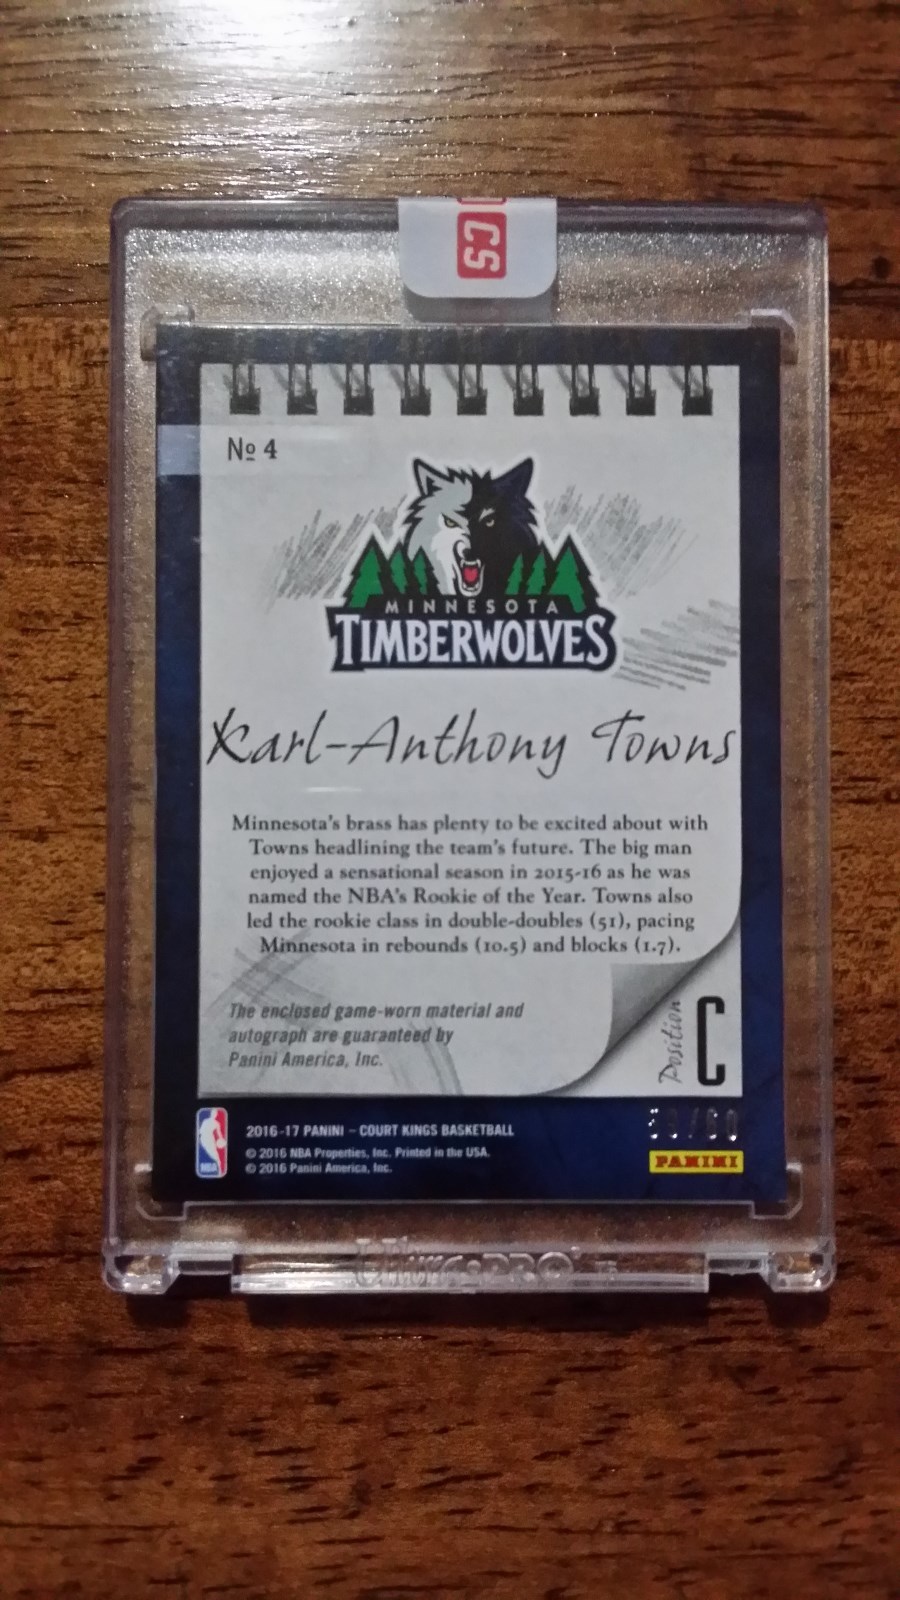 No 4
MINNESOTA
TIMBERWOLVES
Karl-Anthony Towns
Minnesota's brass has plenty to be excited about with
Towns headlining the team's future. The big man
enjoyed a sensational season in 2015-16 as he was
named the NBA's Rookie of the Year. Towns also
led the rookie class in double-doubles (51), pacing
Minnesota in rebounds (10.5) and blocks (1.7).
The enclosed game-worn material and
autograph are guaranteed by
Panini America, Inc.
Position
C
NBA
2016-17 PANINI – COURT KINGS BASKETBALL
© 2016 NBA Properties, Inc. Printed in the USA.
© 2016 Panini America, Inc.
PANINI
Ultra•PRO